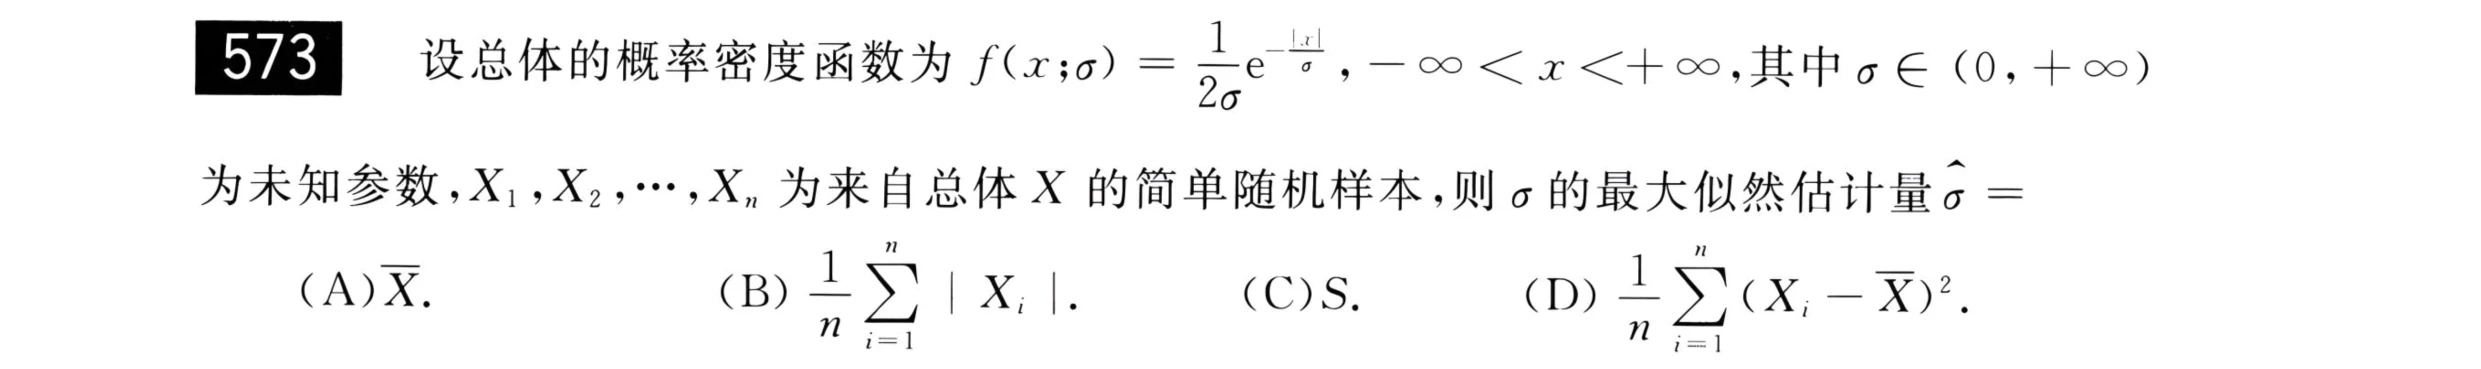 573 设总体的概率密度函数为 $f(x;\sigma)=\frac{1}{2\sigma}\mathrm{e}^{-\frac{|x|}{\sigma}},-\infty<x<+\infty$,其中 $\sigma\in(0,+\infty)$
为未知参数,$X_1,X_2,\cdots,X_n$ 为来自总体 $X$ 的简单随机样本,则 $\sigma$ 的最大似然估计量 $\hat{\sigma}=$
(A)$\overline{X}$. (B)$\frac{1}{n}\sum_{i=1}^{n}|X_i|$. (C)S. (D)$\frac{1}{n}\sum_{i=1}^{n}(X_i-\overline{X})^2$.